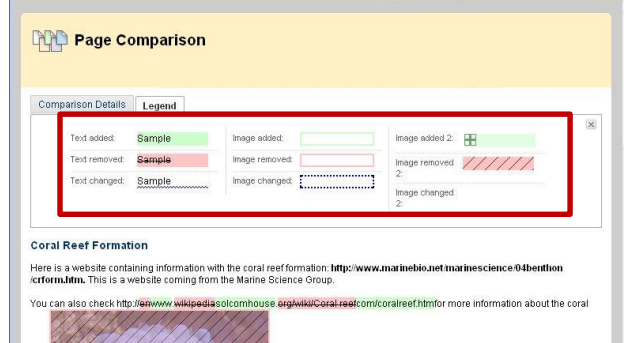 Page Comparison
Comparison Details Legend
Text added: Sample Image added: Image added 2:
Text removed: Sample Image removed: Image removed 2:
Text changed: Sample Image changed: Image changed 2:
Coral Reef Formation
Here is a website containing information with the coral reef formation: http://www.marinebio.net/marinescience/04benthon
/crform.htm. This is a website coming from the Marine Science Group.
You can also check http://enwww.wikipediasolcomhouse.org/wiki/Coral reefcom/coralreef.htmfor more information about the coral